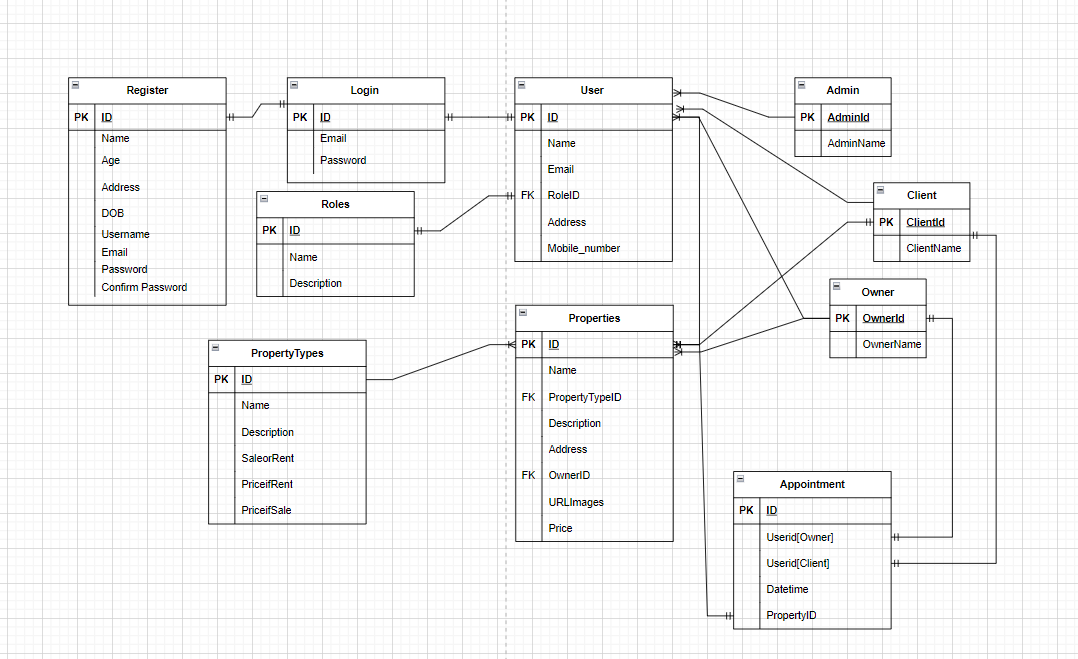 Register
PK ID
Name
Age
Address
DOB
Username
Email
Password
Confirm Password
Login
PK ID
Email
Password
User
PK ID
Name
Email
FK RoleID
Address
Mobile_number
Admin
PK AdminId
AdminName
Roles
PK ID
Name
Description
Client
PK ClientId
ClientName
Owner
PK OwnerId
OwnerName
PropertyTypes
PK ID
Name
Description
SaleorRent
PriceifRent
PriceifSale
Properties
PK ID
Name
FK PropertyTypeID
Description
Address
FK OwnerID
URLImages
Price
Appointment
PK ID
Userid[Owner]
Userid[Client]
Datetime
PropertyID